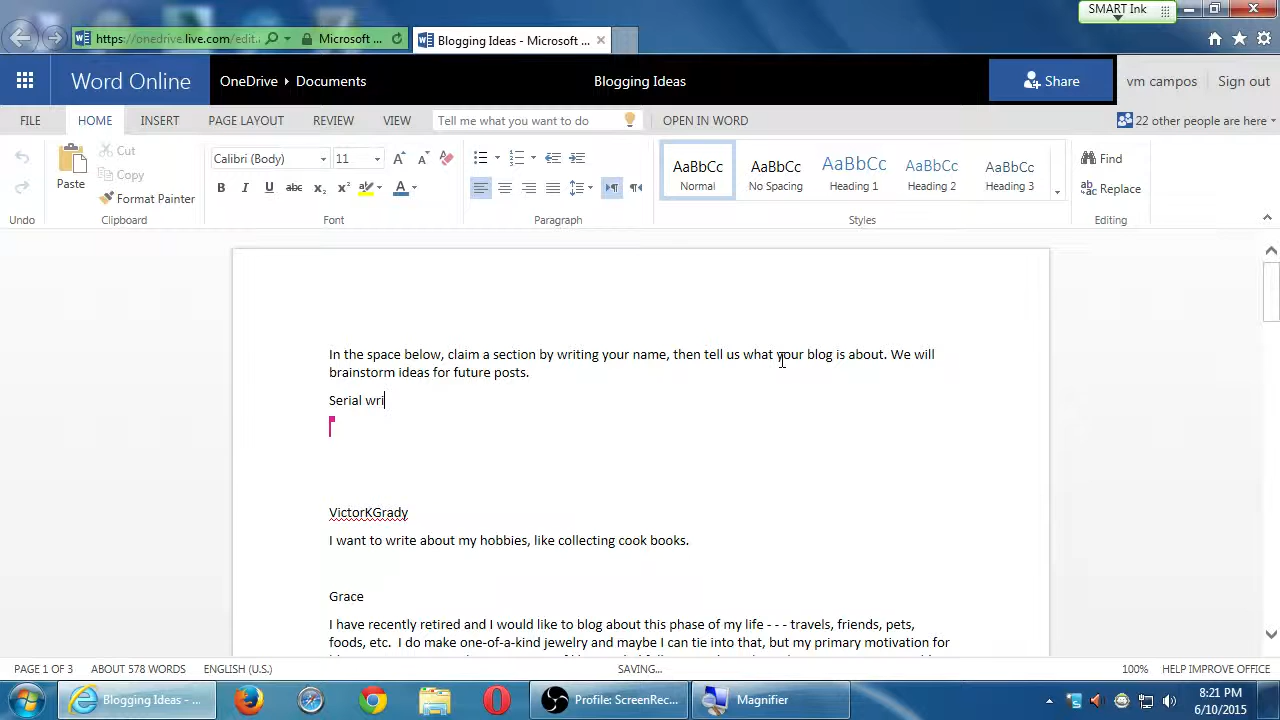 SMART Ink
https://onedrive.live.com/edit. Microsoft ... Blogging Ideas - Microsoft ...
Word Online OneDrive Documents Blogging Ideas Share vm campos Sign out
FILE HOME INSERT PAGE LAYOUT REVIEW VIEW Tell me what you want to do OPEN IN WORD 22 other people are here
Paste Cut Copy Format Painter
Calibri (Body) 11
B I U abc x₂ x² A
AaBbCc AaBbCc AaBbCc AaBbCc AaBbCc
Normal No Spacing Heading 1 Heading 2 Heading 3
Find
Replace
Undo Clipboard Font Paragraph Styles Editing
In the space below, claim a section by writing your name, then tell us what your blog is about. We will
brainstorm ideas for future posts.
Serial wri
VictorKGrady
I want to write about my hobbies, like collecting cook books.
Grace
I have recently retired and I would like to blog about this phase of my life - - - travels, friends, pets,
foods, etc. I do make one-of-a-kind jewelry and maybe I can tie into that, but my primary motivation for
PAGE 1 OF 3 ABOUT 578 WORDS ENGLISH (U.S.) SAVING... 100% HELP IMPROVE OFFICE
Blogging Ideas - ... Profile: ScreenRec... Magnifier
8:21 PM
6/10/2015